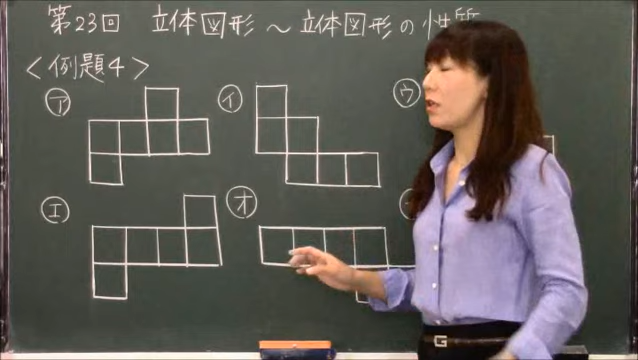 第23回 立体図形 ～ 立体図形の性質
<例題4>
ア イ ウ
エ オ